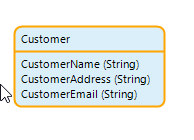 Customer
CustomerName (String)
CustomerAddress (String)
CustomerEmail (String)